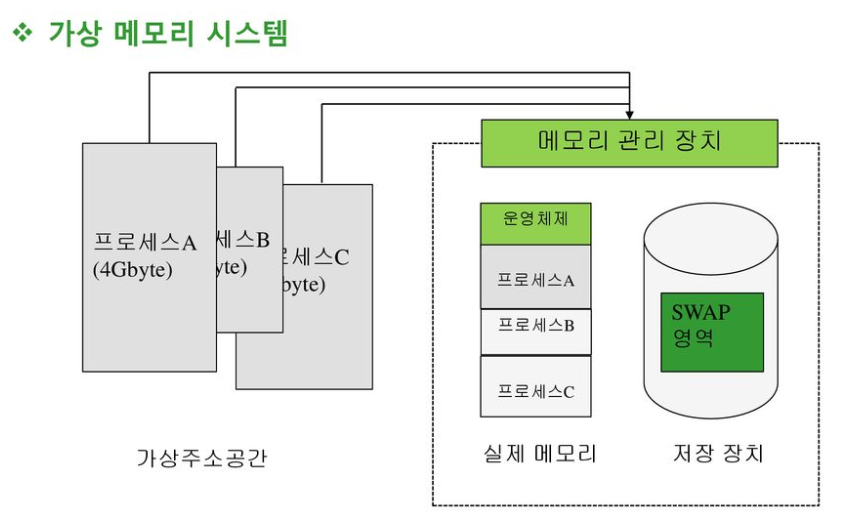 ❖ 가상 메모리 시스템
메모리 관리 장치
프로세스A
(4Gbyte)
세스B
yte)
로세스C
byte)
운영체제
프로세스A
프로세스B
프로세스C
SWAP
영역
가상주소공간
실제 메모리
저장 장치